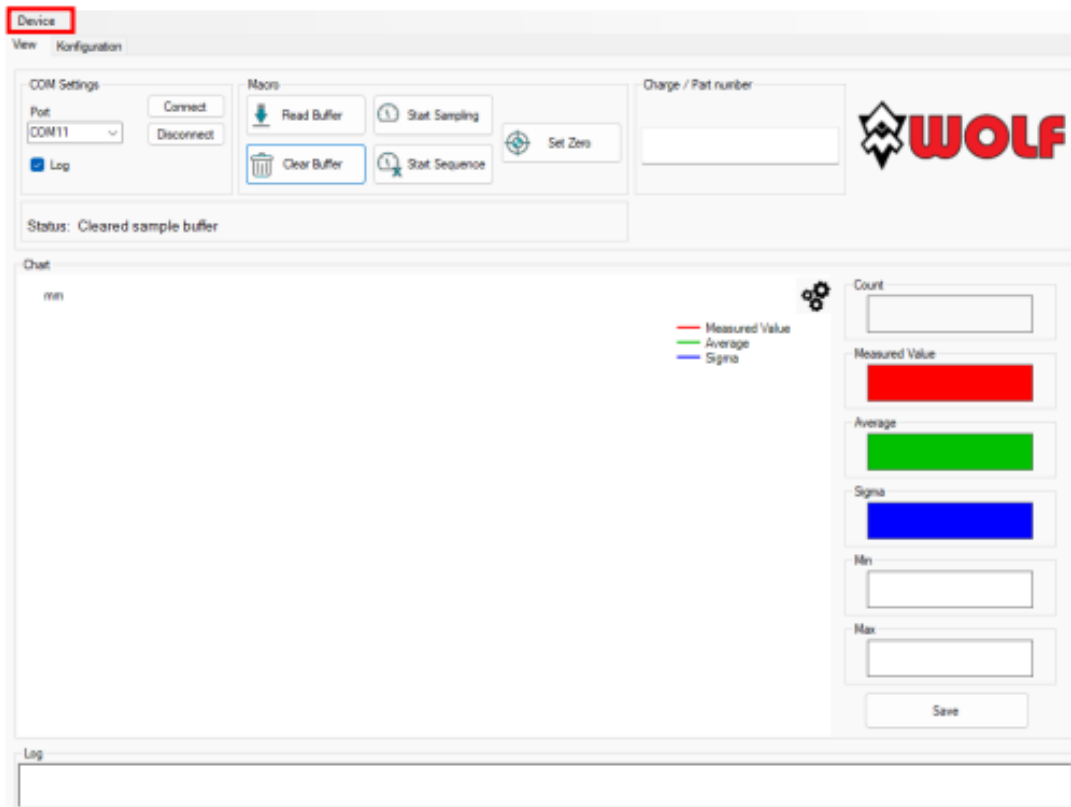 Device
View Konfiguration
COM Settings
Port
COM11
Connect
Disconnect
Log
Macro
Read Buffer
Start Sampling
Clear Buffer
Start Sequence
Set Zero
Charge / Part number
WOLF
Status: Cleared sample buffer
Chart
mm
Measured Value
Average
Sigma
Count
Measured Value
Average
Sigma
Min
Max
Save
Log